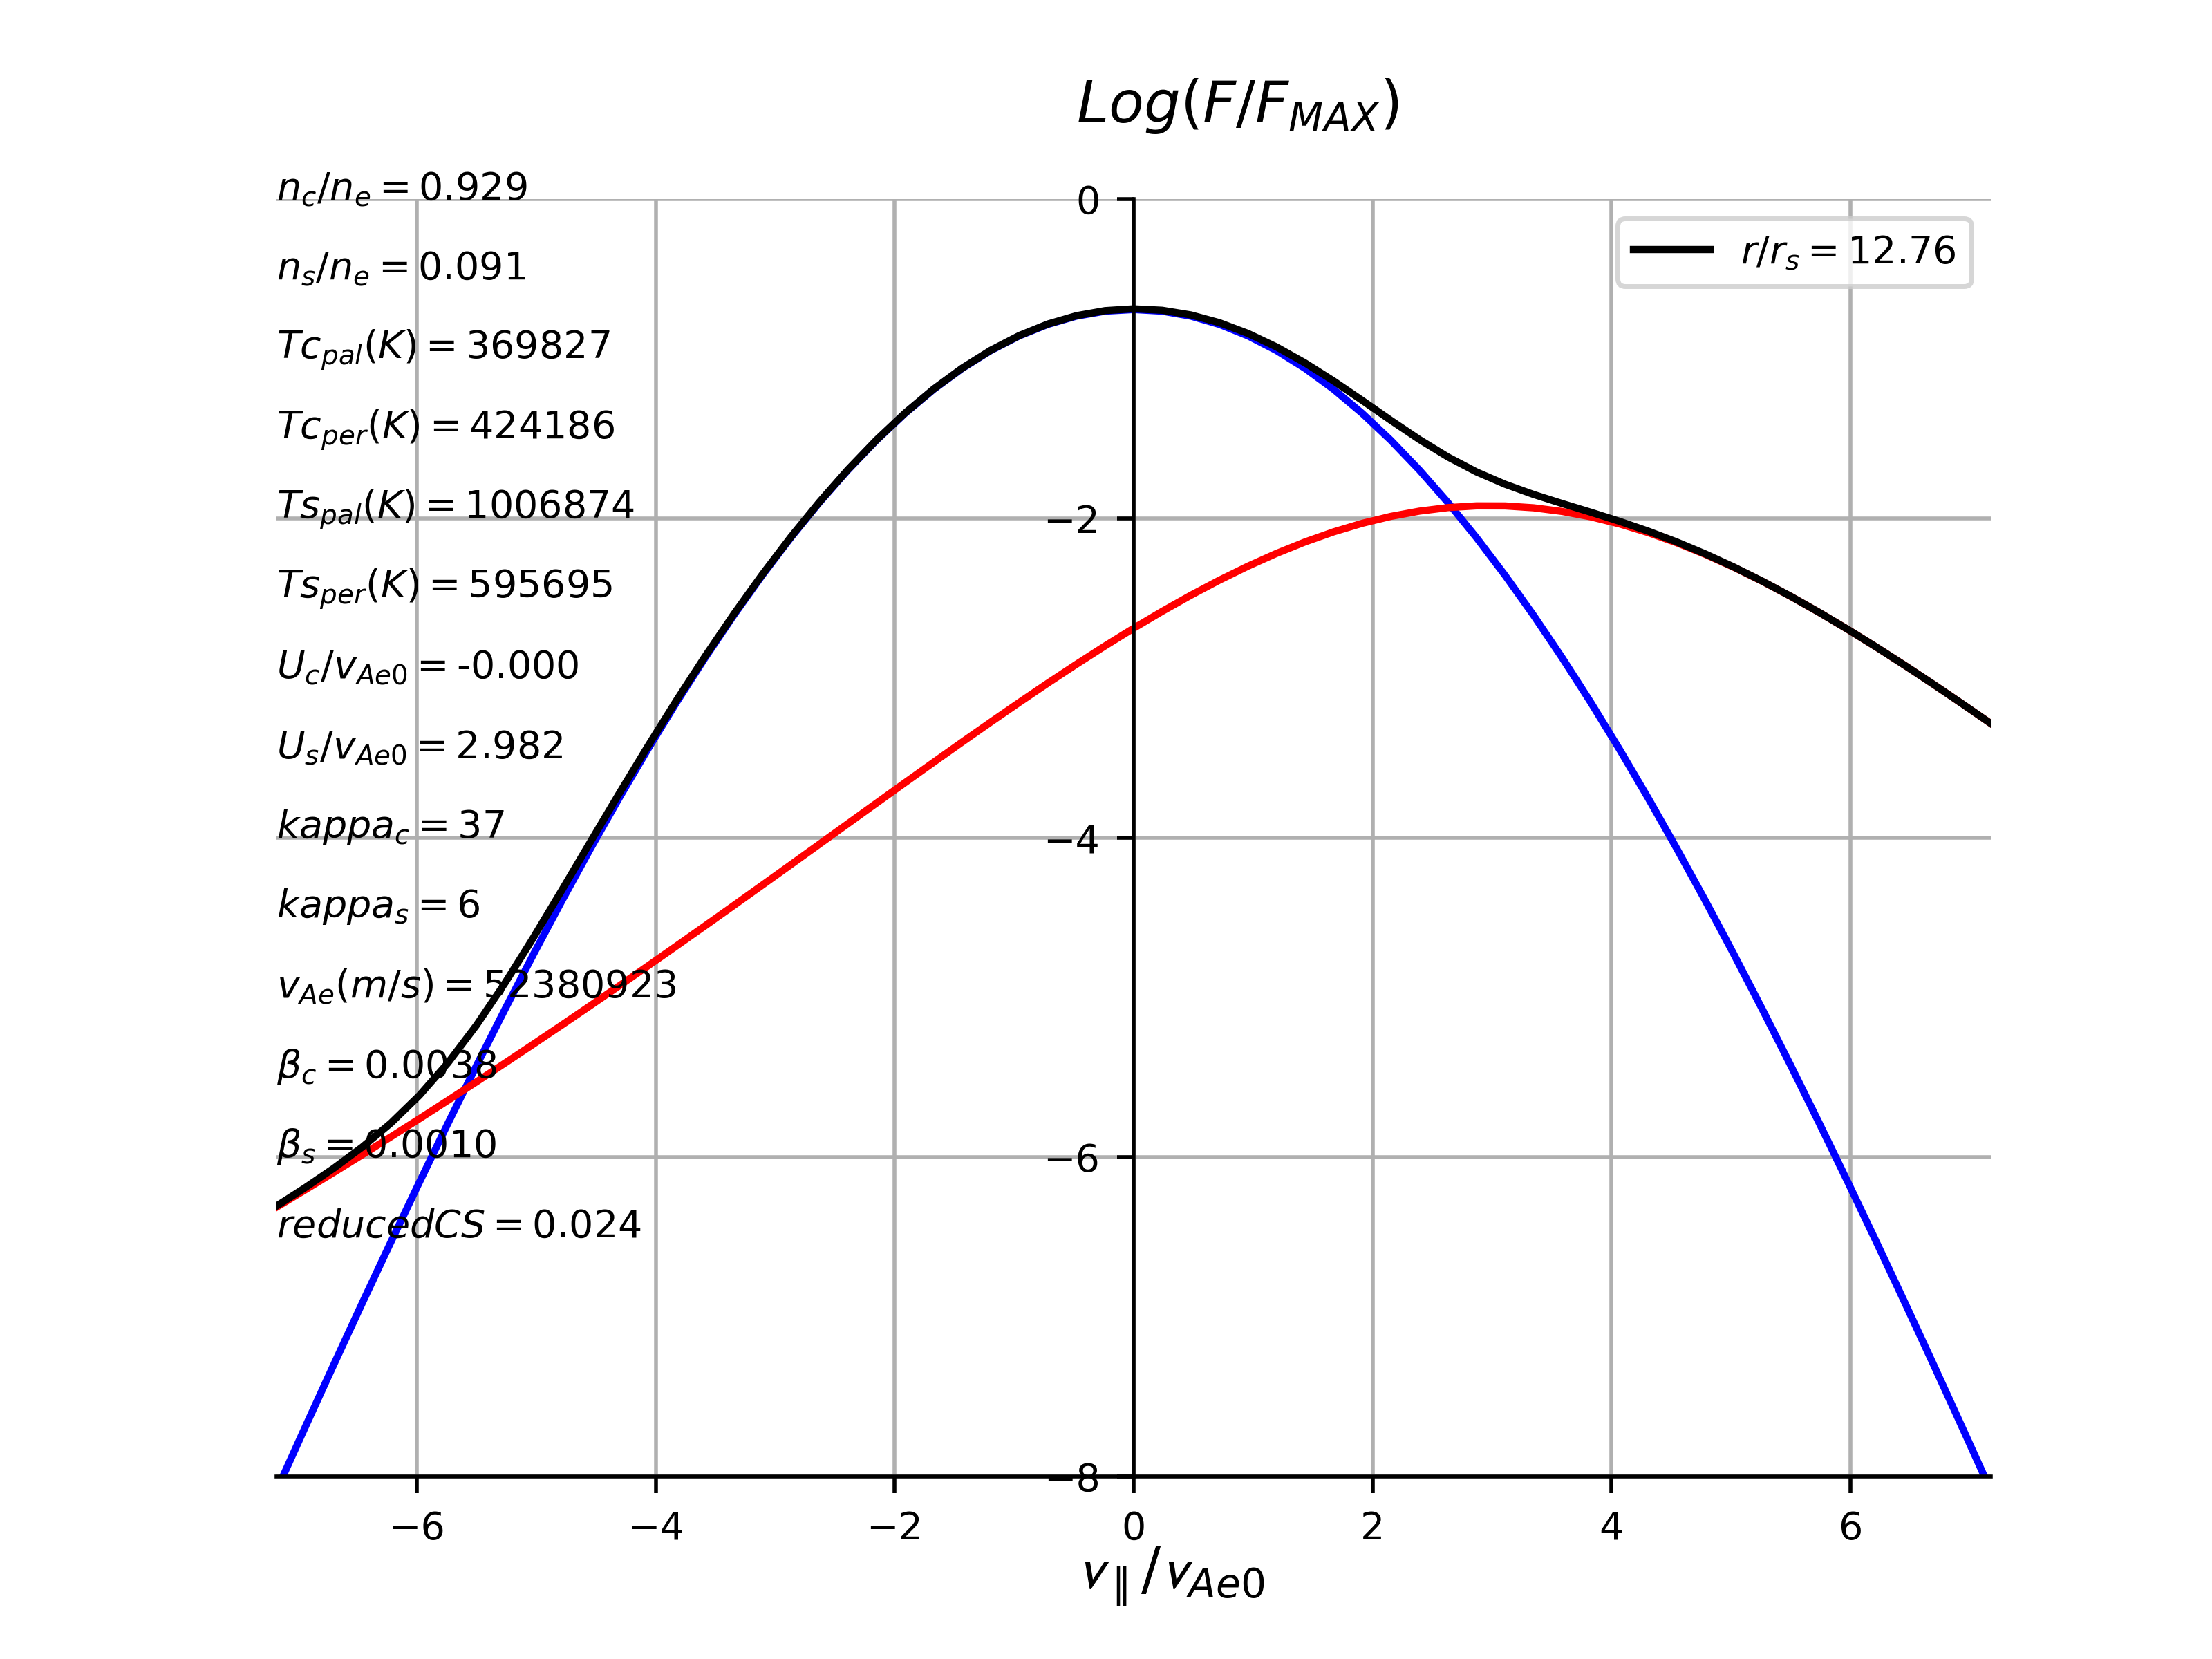 Log(F/F_MAX)
n_c/n_e = 0.929
n_s/n_e = 0.091
Tc_pal(K) = 369827
Tc_per(K) = 424186
Ts_pal(K) = 1006874
Ts_per(K) = 595695
U_c/v_Ae0 = -0.000
U_s/v_Ae0 = 2.982
kappa_c = 37
kappa_s = 6
v_Ae(m/s) = 52380923
β_c = 0.0038
β_s = 0.0010
reducedCS = 0.024
r/r_s = 12.76
0
−2
−4
−6
−8
−6 −4 −2 0 2 4 6
v_∥/v_Ae0